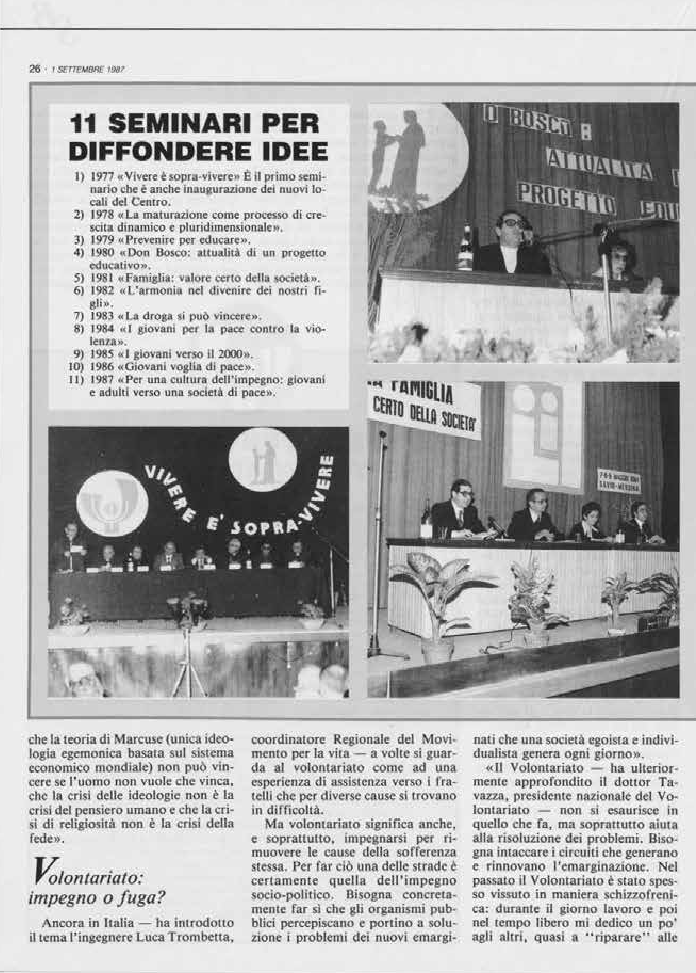 26 - 1 SETTEMBRE 1987
11 SEMINARI PER
DIFFONDERE IDEE
1) 1977 «Vivere è sopra-vivere» È il primo semi-
nario che è anche inaugurazione dei nuovi lo-
cali del Centro.
2) 1978 «La maturazione come processo di cre-
scita dinamico e pluridimensionale».
3) 1979 «Prevenire per educare».
4) 1980 «Don Bosco: attualità di un progetto
educativo».
5) 1981 «Famiglia: valore certo della società».
6) 1982 «L'armonia nel divenire dei nostri fi-
gli».
7) 1983 «La droga si può vincere».
8) 1984 «I giovani per la pace contro la vio-
lenza».
9) 1985 «I giovani verso il 2000».
10) 1986 «Giovani voglia di pace».
11) 1987 «Per una cultura dell'impegno: giovani
e adulti verso una società di pace».
O BOSCO:
ATTUALITA
PROGETTO EDU
FAMIGLIA
CERTO DELLA SOCIETA'
VIVERE E' SOPRA-VIVERE
che la teoria di Marcuse (unica ideo-
logia egemonica basata sul sistema
economico mondiale) non può vin-
cere se l'uomo non vuole che vinca,
che la crisi delle ideologie non è la
crisi del pensiero umano e che la cri-
si di religiosità non è la crisi della
fede».
Volontariato:
impegno o fuga?
Ancora in Italia — ha introdotto
il tema l'ingegnere Luca Trombetta,
coordinatore Regionale del Movi-
mento per la vita — a volte si guar-
da al volontariato come ad una
esperienza di assistenza verso i fra-
telli che per diverse cause si trovano
in difficoltà.
Ma volontariato significa anche,
e soprattutto, impegnarsi per ri-
muovere le cause della sofferenza
stessa. Per far ciò una delle strade è
certamente quella dell'impegno
socio-politico. Bisogna concreta-
mente far sì che gli organismi pub-
blici percepiscano e portino a solu-
zione i problemi dei nuovi emargi-
nati che una società egoista e indivi-
dualista genera ogni giorno».
«Il Volontariato — ha ulterior-
mente approfondito il dottor Ta-
vazza, presidente nazionale del Vo-
lontariato — non si esaurisce in
quello che fa, ma soprattutto aiuta
alla risoluzione dei problemi. Biso-
gna intaccare i circuiti che generano
e rinnovano l'emarginazione. Nel
passato il Volontariato è stato spes-
so vissuto in maniera schizzofreni-
ca: durante il giorno lavoro e poi
nel tempo libero mi dedico un po'
agli altri, quasi a "riparare" alle